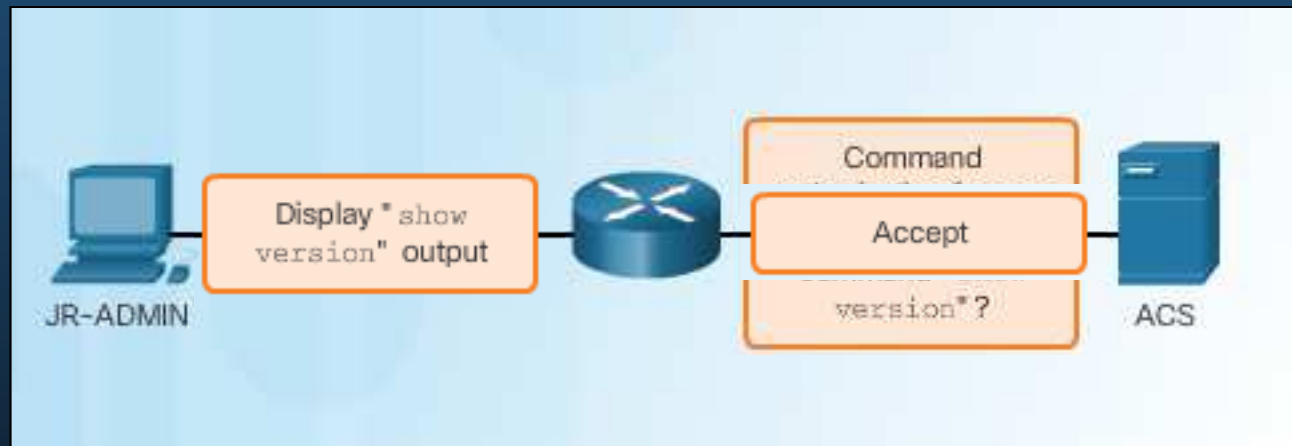 Display "show
version" output
Command
Accept
version"?
JR-ADMIN
ACS